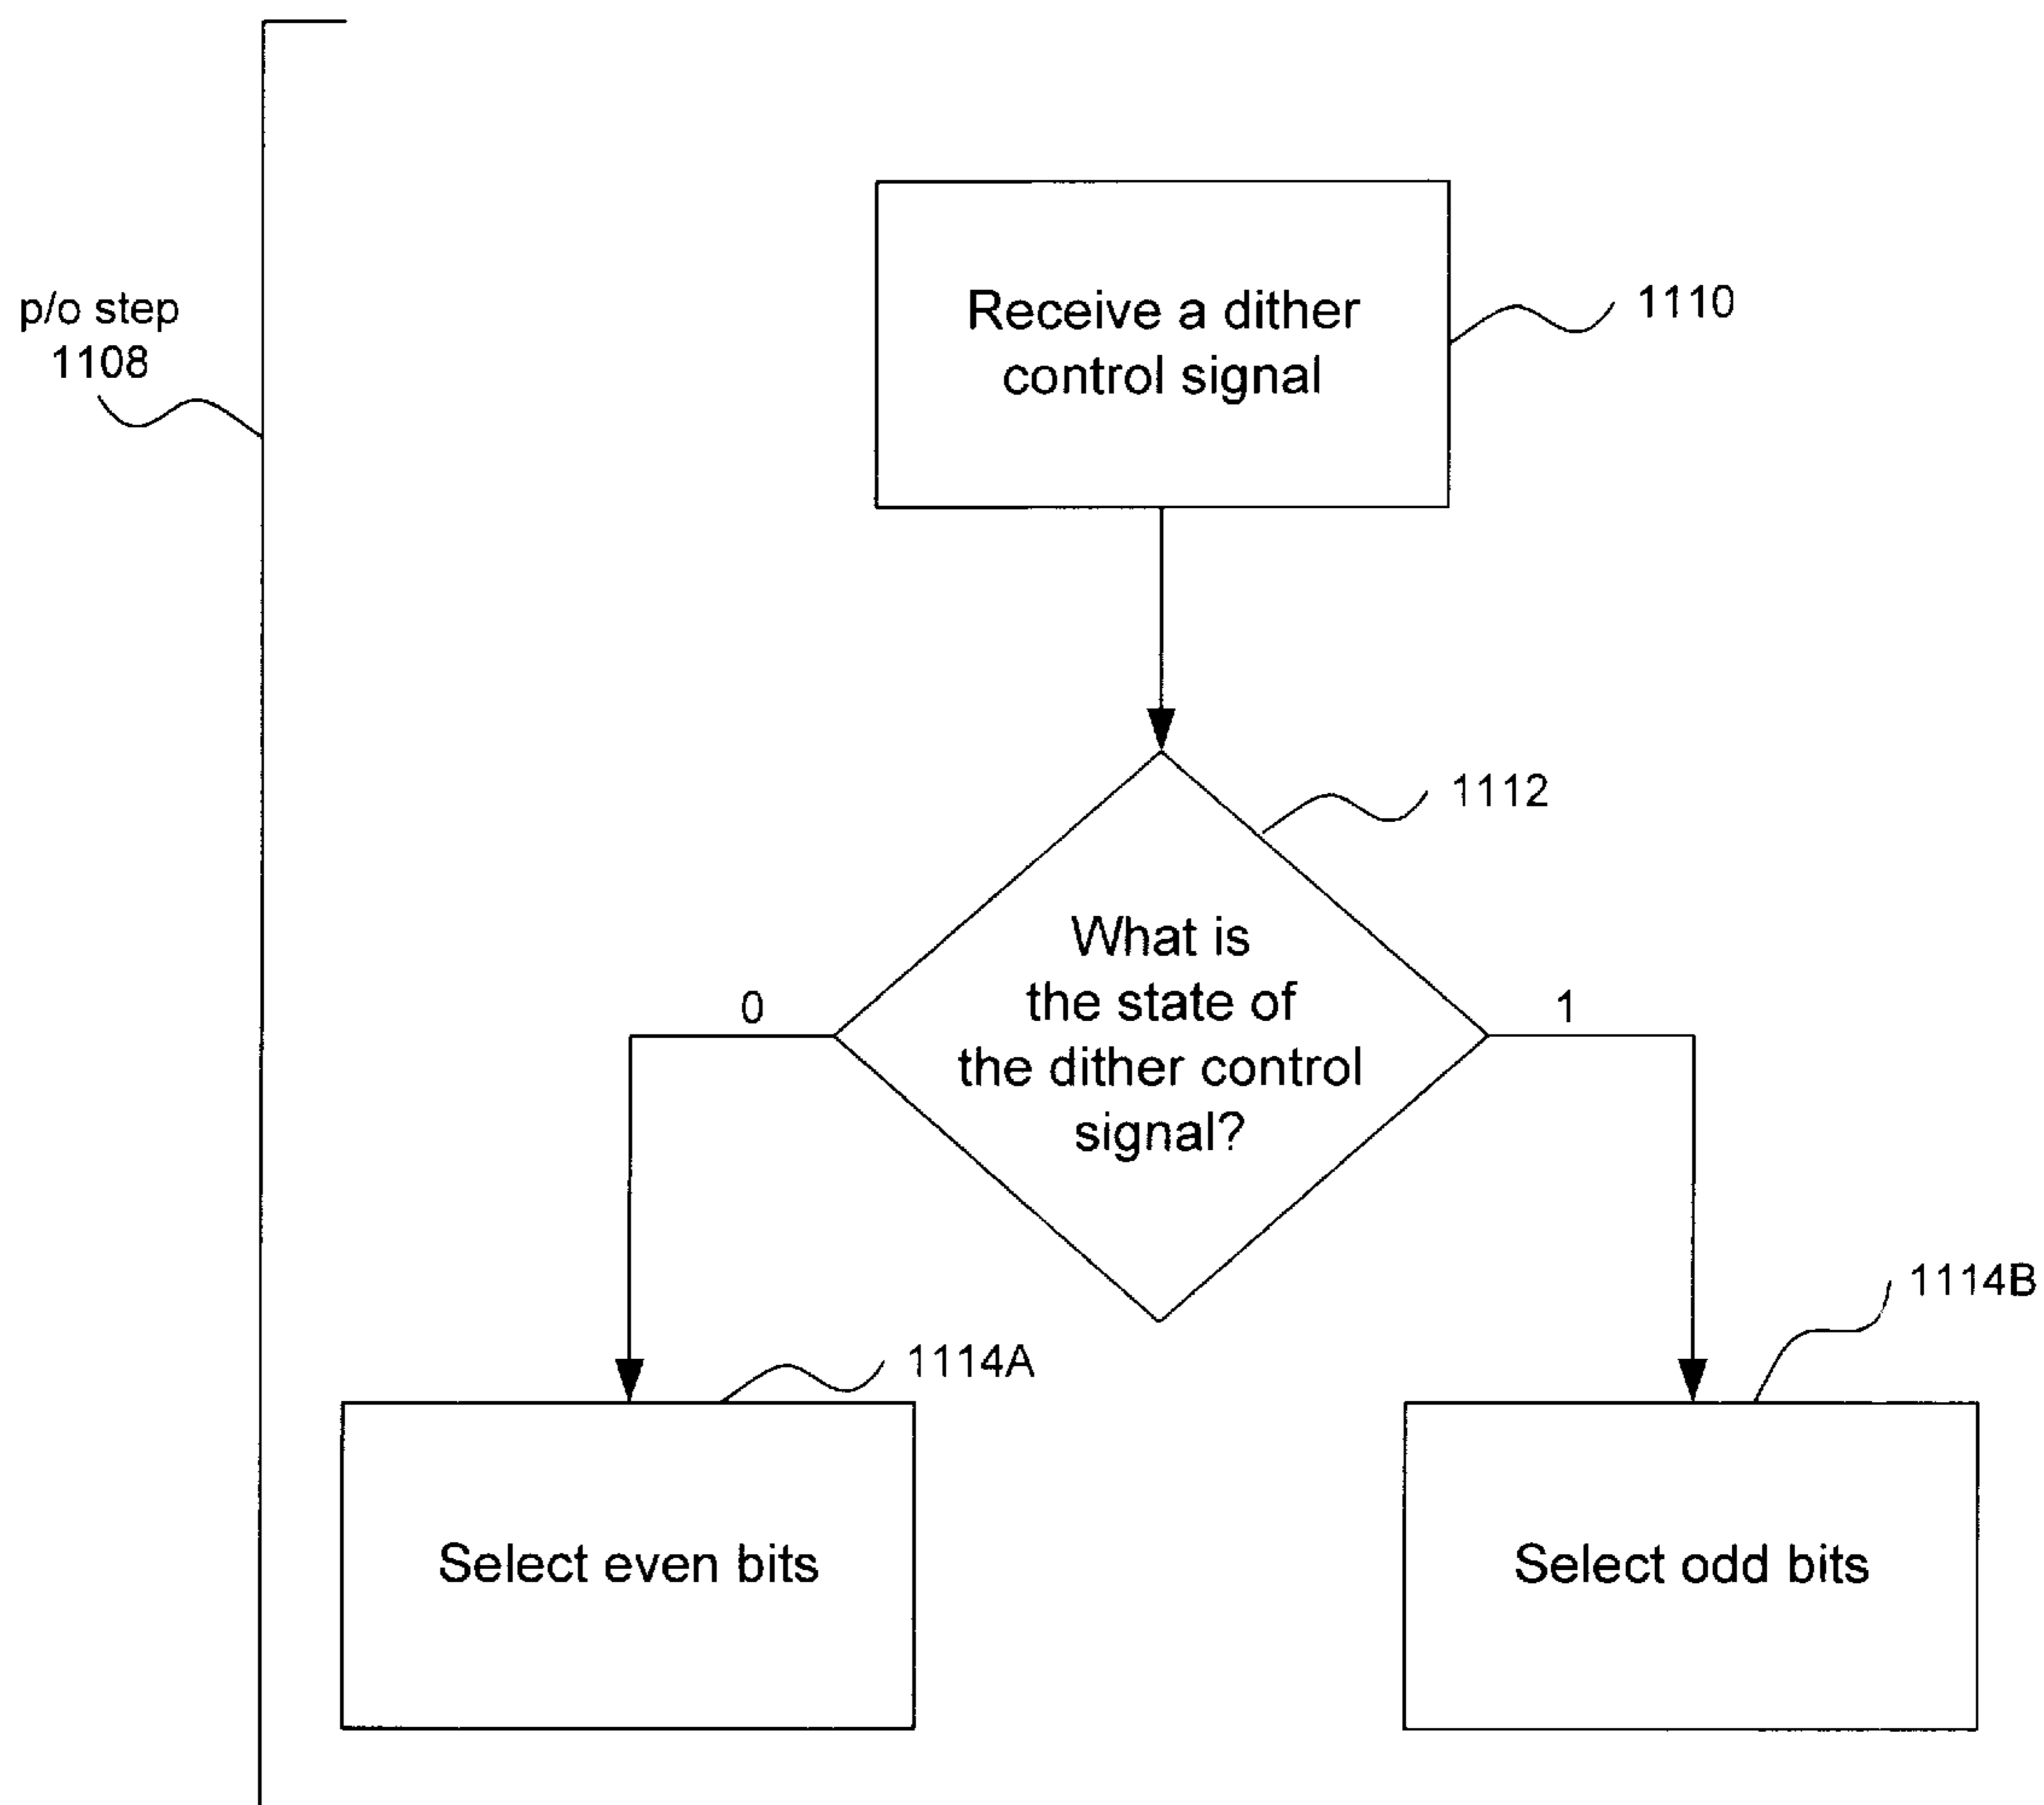 p/o step
1108
Receive a dither
control signal
1110
1112
What is
the state of
the dither control
signal?
0
1
1114A
1114B
Select even bits
Select odd bits